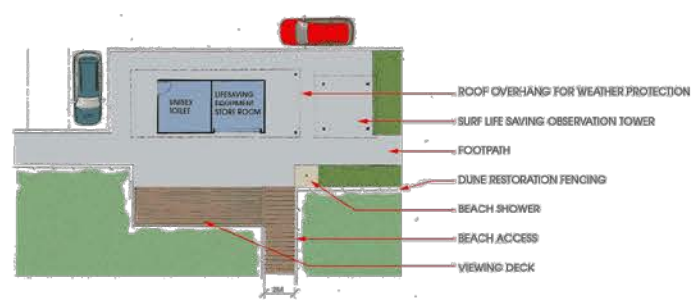 UNISEX
TOILET
LIFESAVING
EQUIPMENT
STORE ROOM
ROOF OVERHANG FOR WEATHER PROTECTION
SURF LIFE SAVING OBSERVATION TOWER
FOOTPATH
DUNE RESTORATION FENCING
BEACH SHOWER
BEACH ACCESS
VIEWING DECK
2M